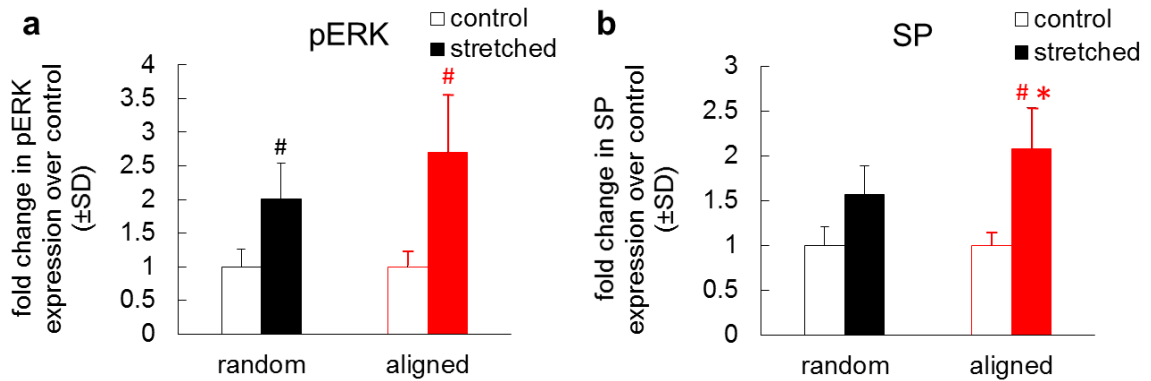 a
pERK
control
stretched
fold change in pERK
expression over control
(±SD)
4
3.5
3
2.5
2
1.5
1
0.5
0
#
#
random
aligned
b
SP
control
stretched
fold change in SP
expression over control
(±SD)
3
2.5
2
1.5
1
0.5
0
# *
random
aligned